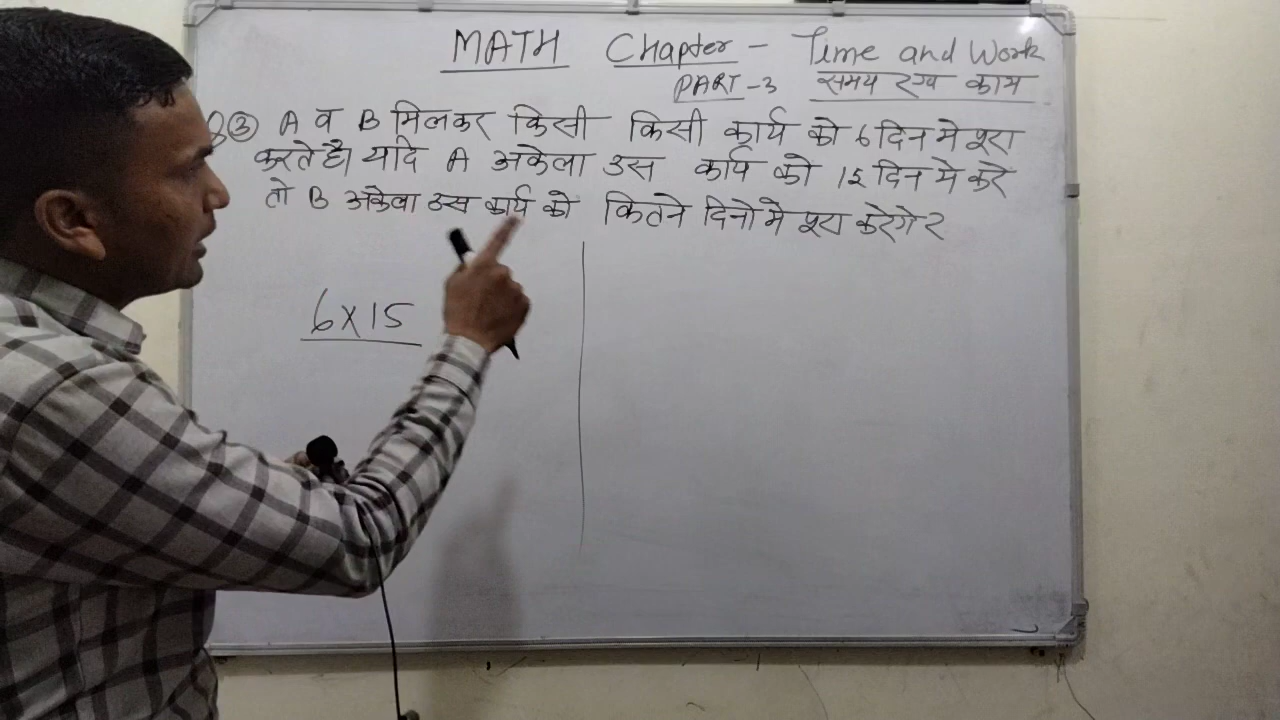 MATH Chapter - Time and Work
PART-3 समय एवं काम
Q③ A व B मिलकर किसी किसी कार्य को 6 दिन मे पूरा
करते है। यदि A अकेला उस कार्य को 15 दिन मे करे
तो B अकेला उस कार्य को कितने दिनो मे पूरा करेगे ?
6×15